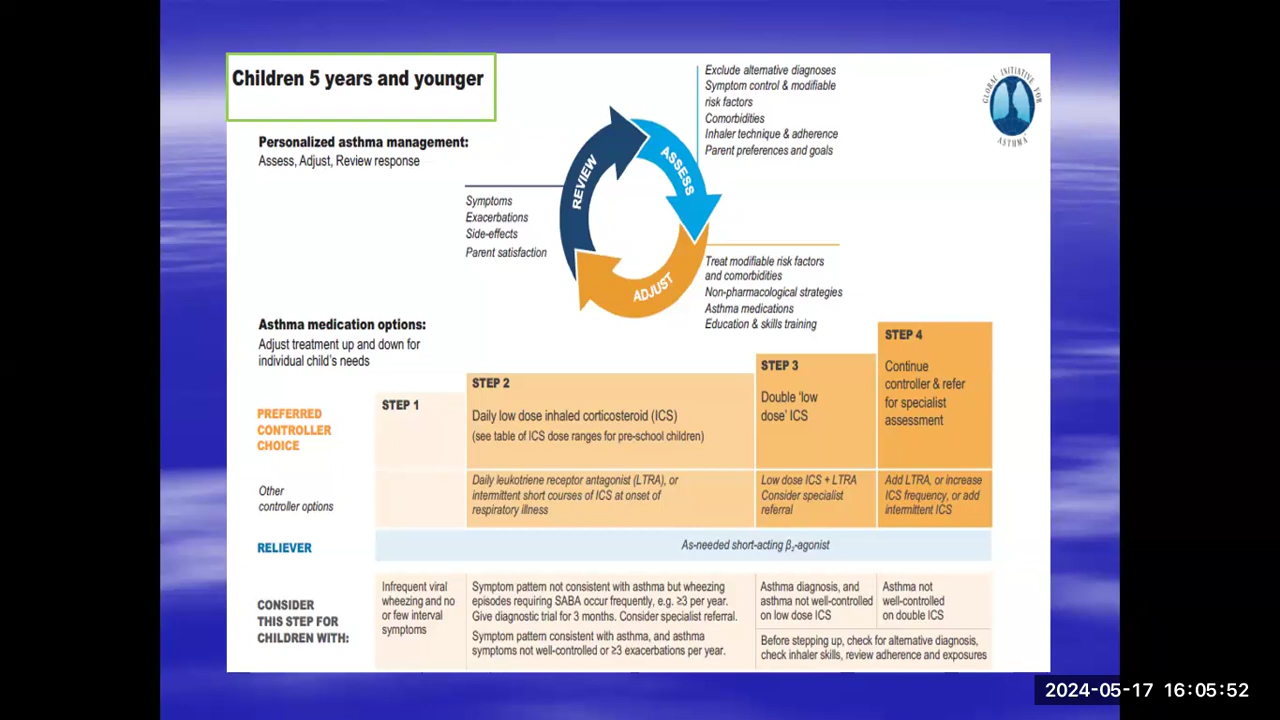 Children 5 years and younger
Exclude alternative diagnoses
Symptom control & modifiable
risk factors
Comorbidities
Inhaler technique & adherence
Parent preferences and goals
GLOBAL INITIATIVE FOR
ASTHMA
Personalized asthma management:
Assess, Adjust, Review response
REVIEW
ASSESS
ADJUST
Symptoms
Exacerbations
Side-effects
Parent satisfaction
Treat modifiable risk factors
and comorbidities
Non-pharmacological strategies
Asthma medications
Education & skills training
Asthma medication options:
Adjust treatment up and down for
individual child's needs
PREFERRED
CONTROLLER
CHOICE
STEP 1
STEP 2
Daily low dose inhaled corticosteroid (ICS)
(see table of ICS dose ranges for pre-school children)
STEP 3
Double 'low
dose' ICS
STEP 4
Continue
controller & refer
for specialist
assessment
Other
controller options
Daily leukotriene receptor antagonist (LTRA), or
intermittent short courses of ICS at onset of
respiratory illness
Low dose ICS + LTRA
Consider specialist
referral
Add LTRA, or increase
ICS frequency, or add
intermittent ICS
RELIEVER
As-needed short-acting β₂-agonist
CONSIDER
THIS STEP FOR
CHILDREN WITH:
Infrequent viral
wheezing and no
or few interval
symptoms
Symptom pattern not consistent with asthma but wheezing
episodes requiring SABA occur frequently, e.g. ≥3 per year.
Give diagnostic trial for 3 months. Consider specialist referral.
Symptom pattern consistent with asthma, and asthma
symptoms not well-controlled or ≥3 exacerbations per year.
Asthma diagnosis, and
asthma not well-controlled
on low dose ICS
Asthma not
well-controlled
on double ICS
Before stepping up, check for alternative diagnosis,
check inhaler skills, review adherence and exposures
2024-05-17 16:05:52